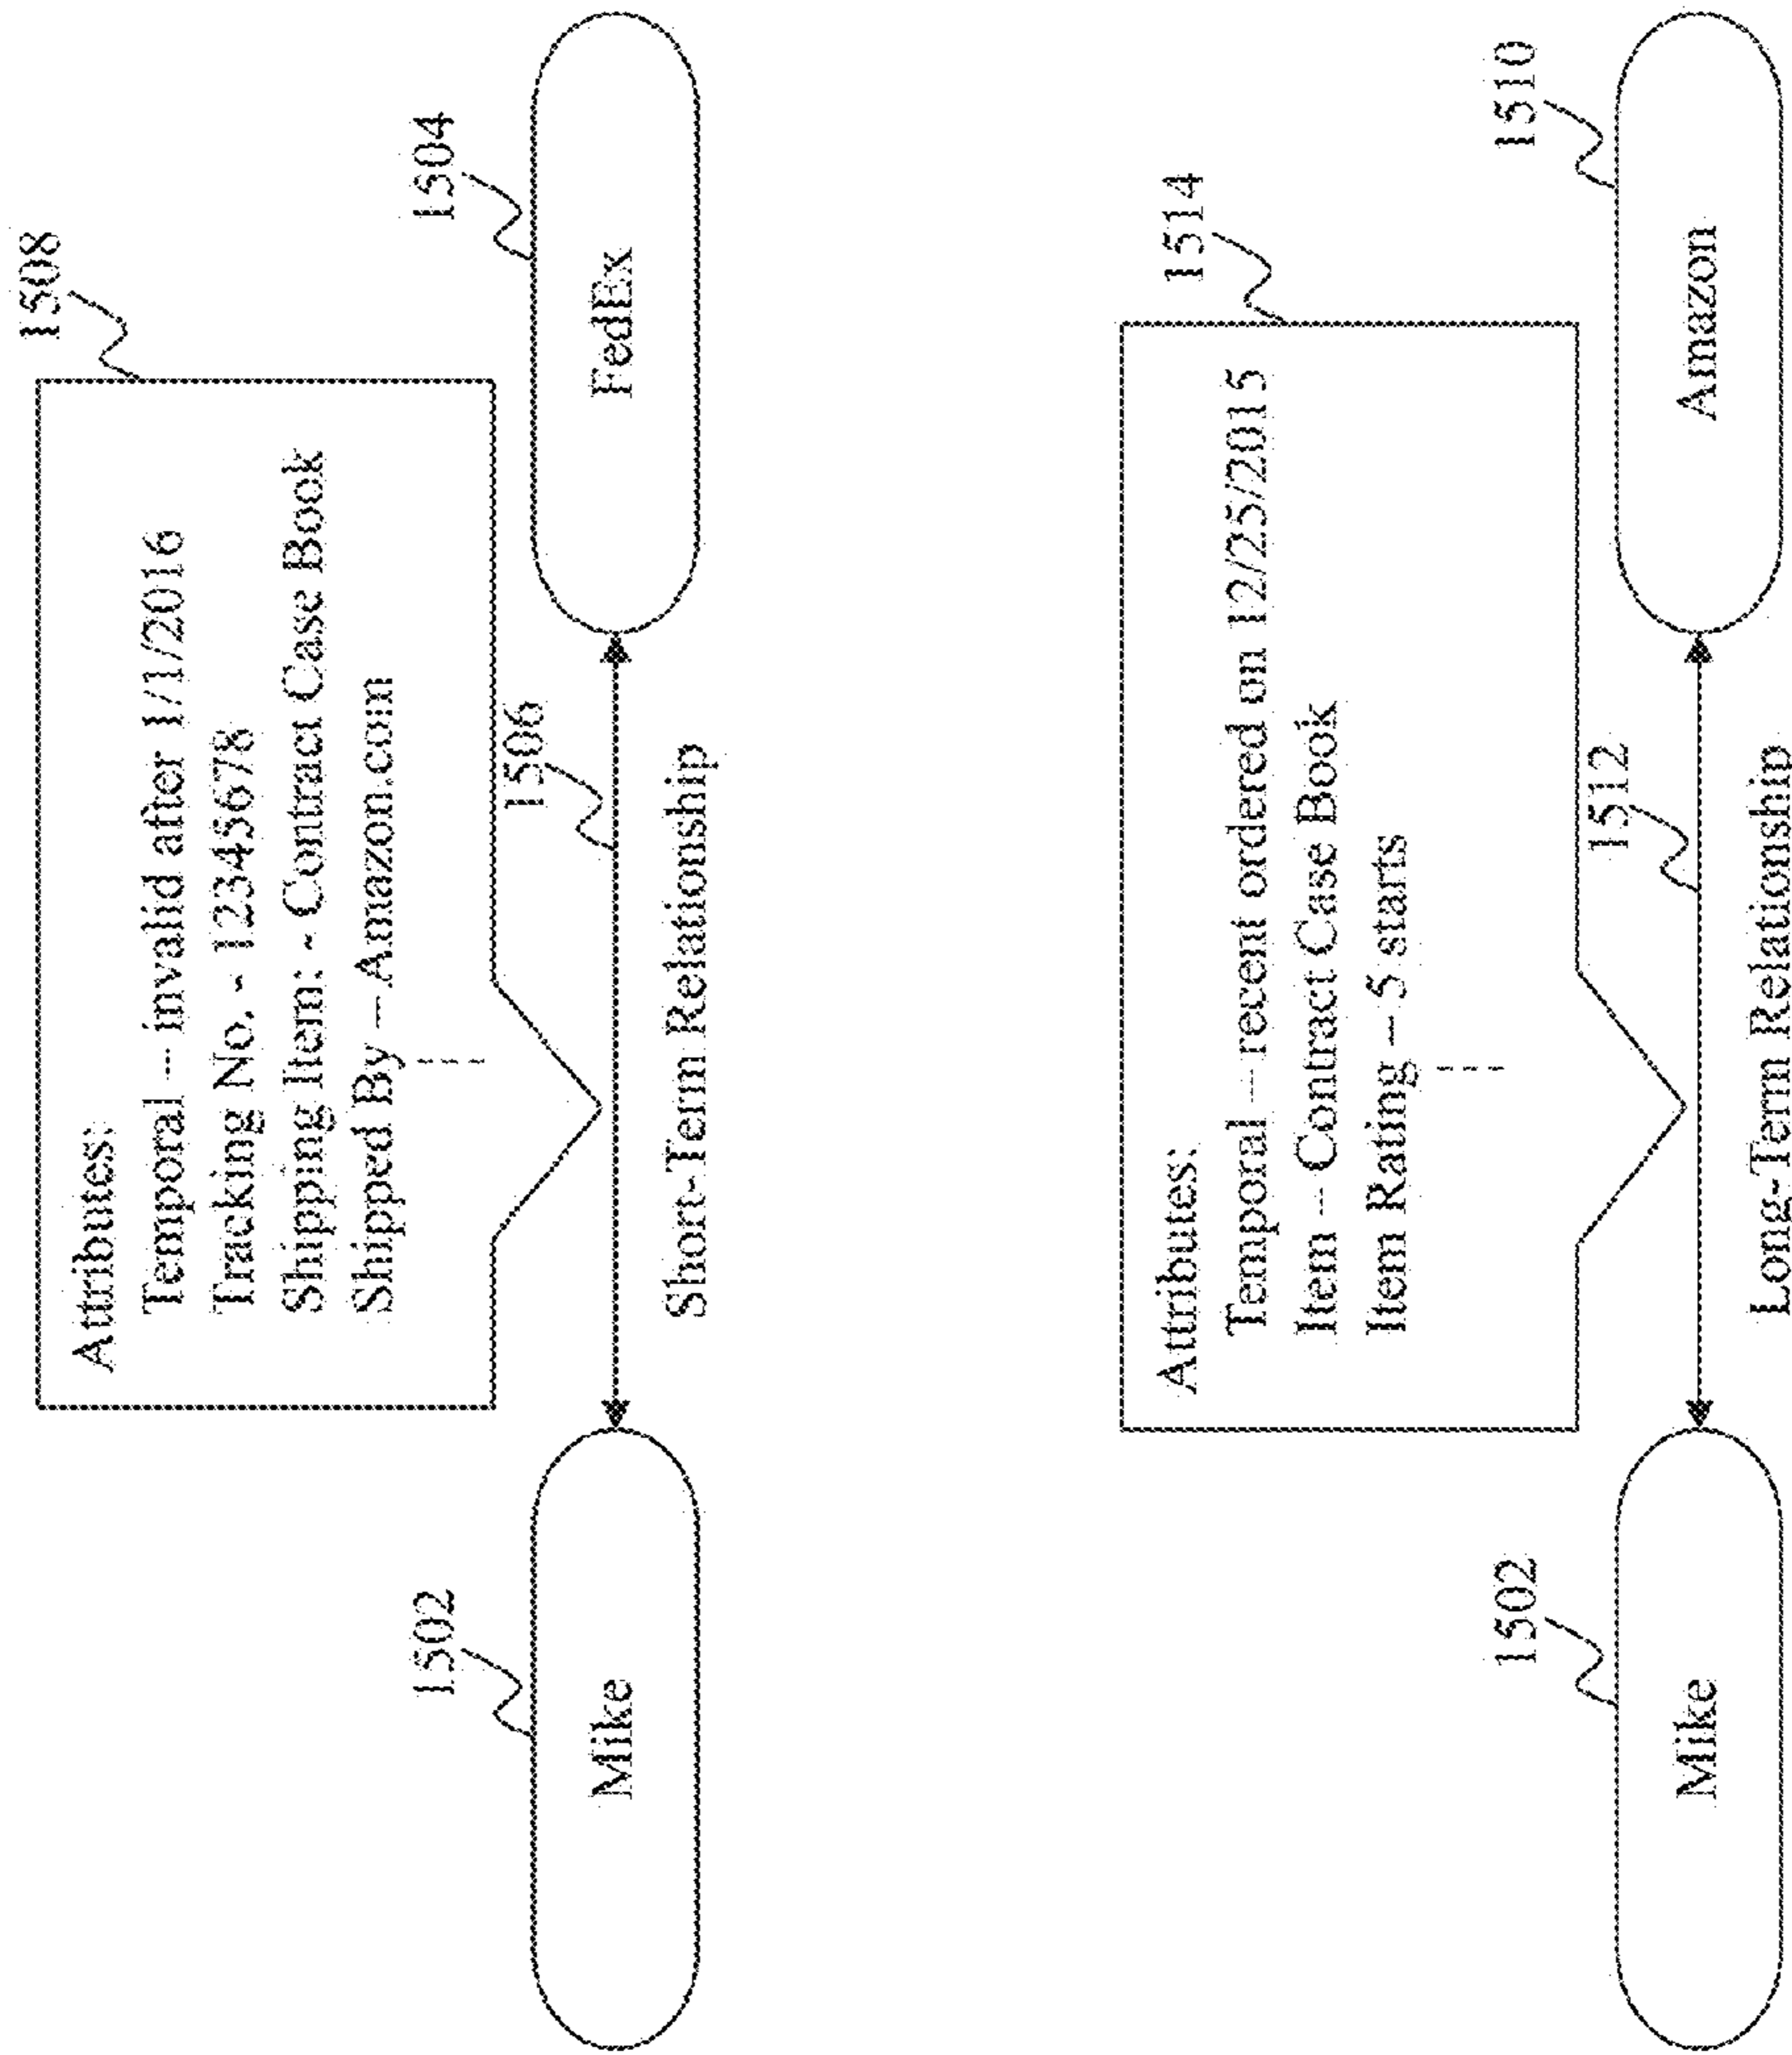 1508
Attributes:
Temporal – invalid after 1/1/2016
Tracking No. - 12345678
Shipping Item: - Contract Case Book
Shipped By – Amazon.com
1502
1506
1504
Mike
FedEx
Short-Term Relationship
1514
Attributes:
Temporal – recent ordered on 12/25/2015
Item – Contract Case Book
Item Rating – 5 starts
1502
1512
1510
Mike
Amazon
Long-Term Relationship